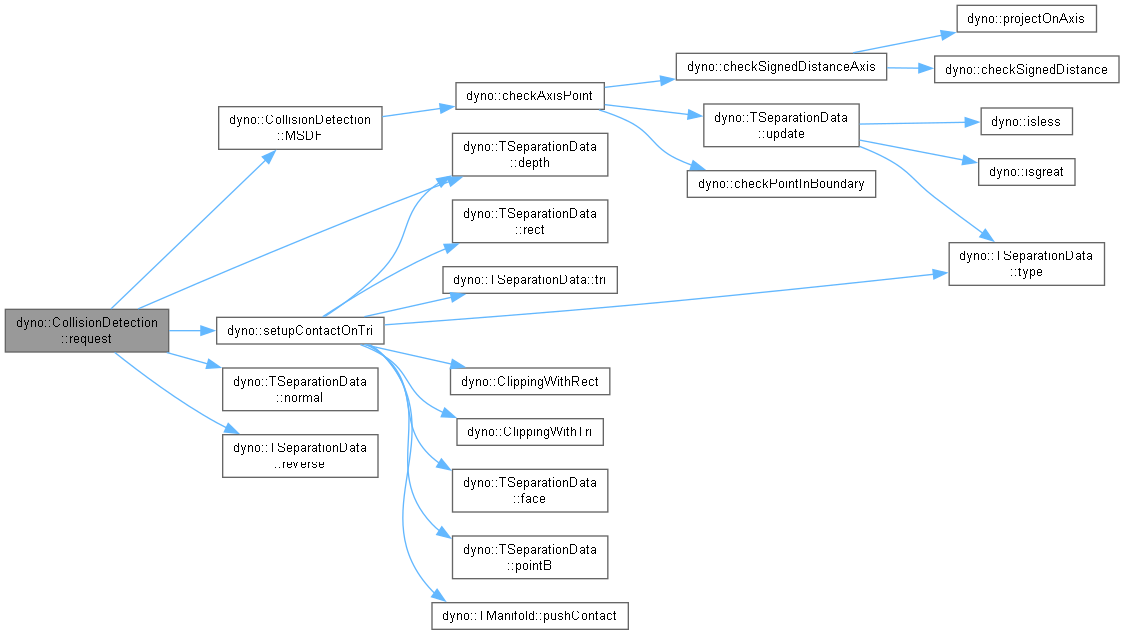 dyno::projectOnAxis
dyno::checkSignedDistanceAxis
dyno::checkSignedDistance
dyno::checkAxisPoint
dyno::CollisionDetection
::MSDF
dyno::TSeparationData
::update
dyno::isless
dyno::TSeparationData
::depth
dyno::isgreat
dyno::checkPointInBoundary
dyno::TSeparationData
::rect
dyno::TSeparationData
::type
dyno::TSeparationData::tri
dyno::CollisionDetection
::request
dyno::setupContactOnTri
dyno::TSeparationData
::normal
dyno::ClippingWithRect
dyno::ClippingWithTri
dyno::TSeparationData
::reverse
dyno::TSeparationData
::face
dyno::TSeparationData
::pointB
dyno::TManifold::pushContact